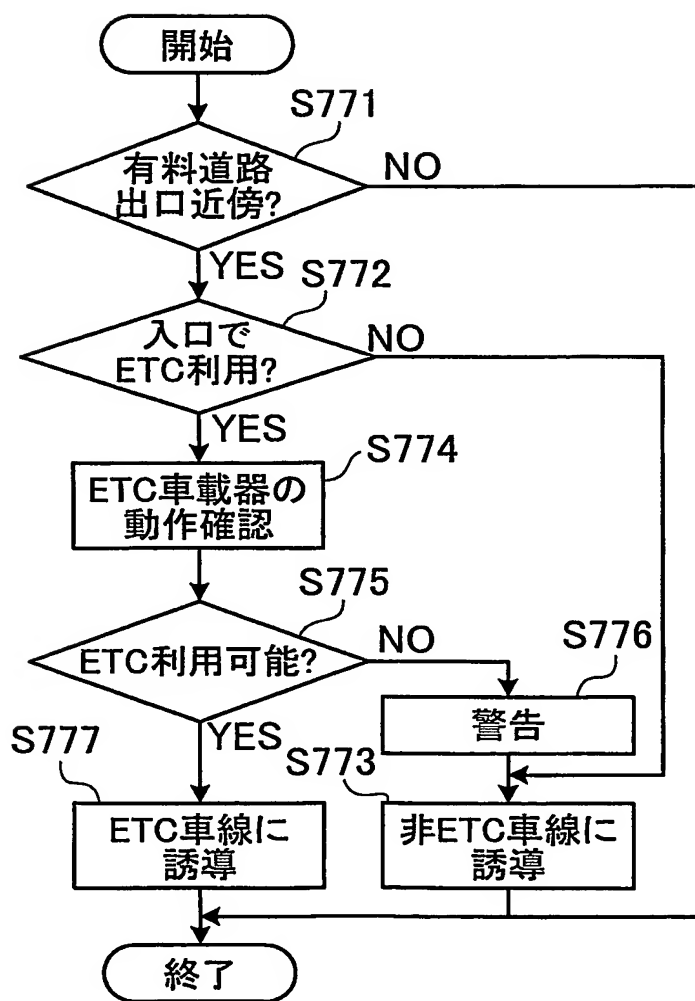 開始
S771
有料道路
出口近傍?
NO
YES
S772
入口で
ETC利用?
NO
YES
S774
ETC車載器の
動作確認
S775
ETC利用可能?
NO
S776
警告
YES
S777
ETC車線に
誘導
S773
非ETC車線に
誘導
終了